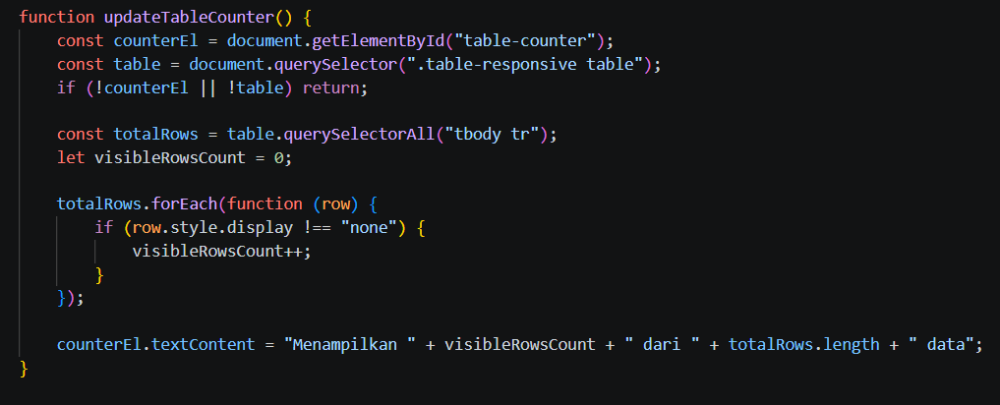 function updateTableCounter() {
    const counterEl = document.getElementById("table-counter");
    const table = document.querySelector(".table-responsive table");
    if (!counterEl || !table) return;

    const totalRows = table.querySelectorAll("tbody tr");
    let visibleRowsCount = 0;

    totalRows.forEach(function (row) {
        if (row.style.display !== "none") {
            visibleRowsCount++;
        }
    });

    counterEl.textContent = "Menampilkan " + visibleRowsCount + " dari " + totalRows.length + " data";
}